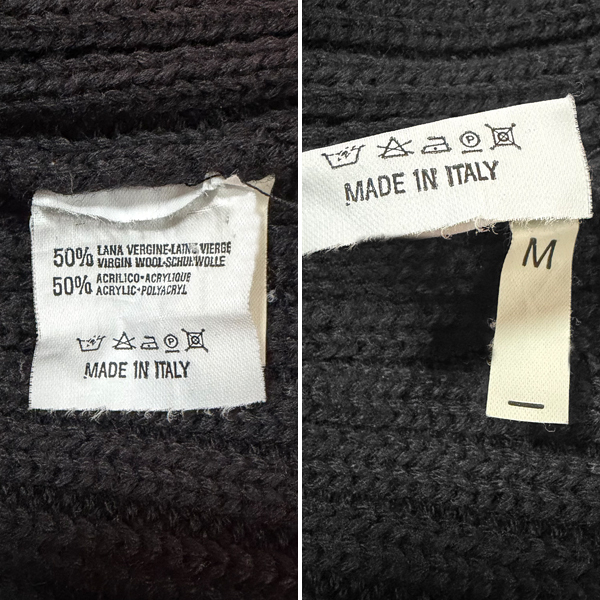 50% LANA VERGINE-LAINE VIERGE
VIRGIN WOOL-SCHURWOLLE
50% ACRILICO-ACRYLIQUE
ACRYLIC-POLYACRYL
MADE IN ITALY
MADE IN ITALY
M